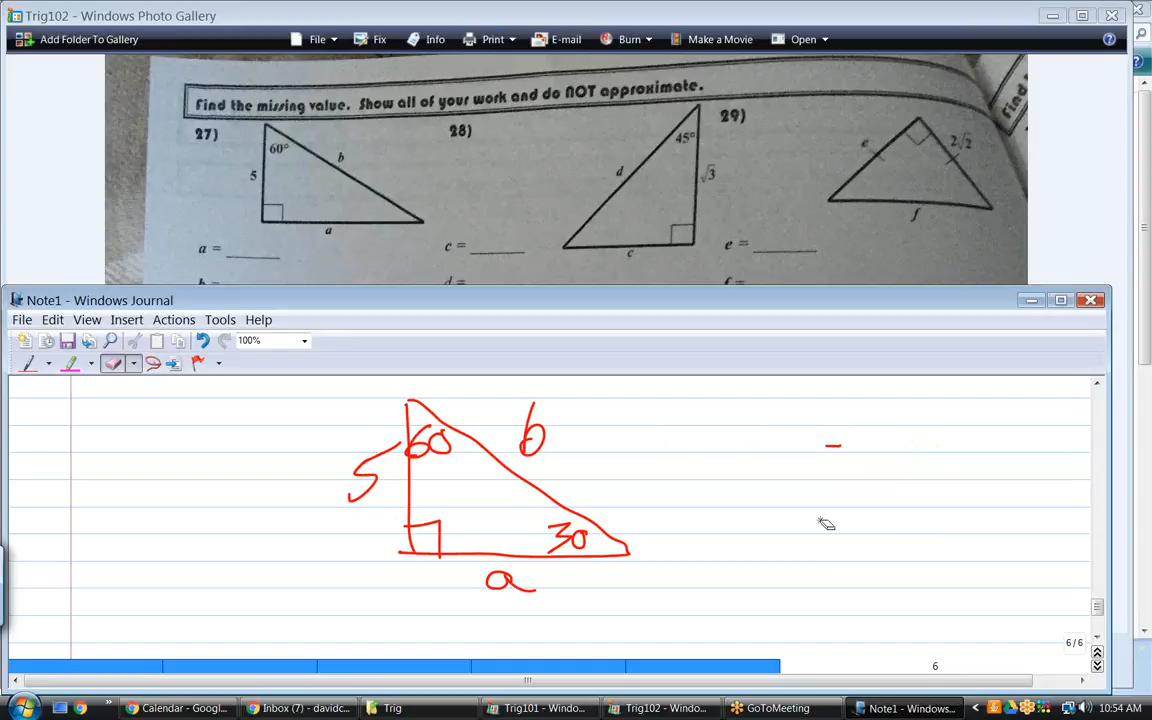 Trig102 - Windows Photo Gallery
Add Folder To Gallery File Fix Info Print E-mail Burn Make a Movie Open
Find the missing value. Show all of your work and do NOT approximate.
27) 28) 29)
60° b 5 a
45° d √3 c
e 2√2 f
a = ____ c = ____ e = ____
Note1 - Windows Journal
File Edit View Insert Actions Tools Help
100%
60 b
5
30
a
6/6
6
Calendar - Googl... Inbox (7) - davidc... Trig Trig101 - Windo... Trig102 - Windo... GoToMeeting Note1 - Windows... 10:54 AM